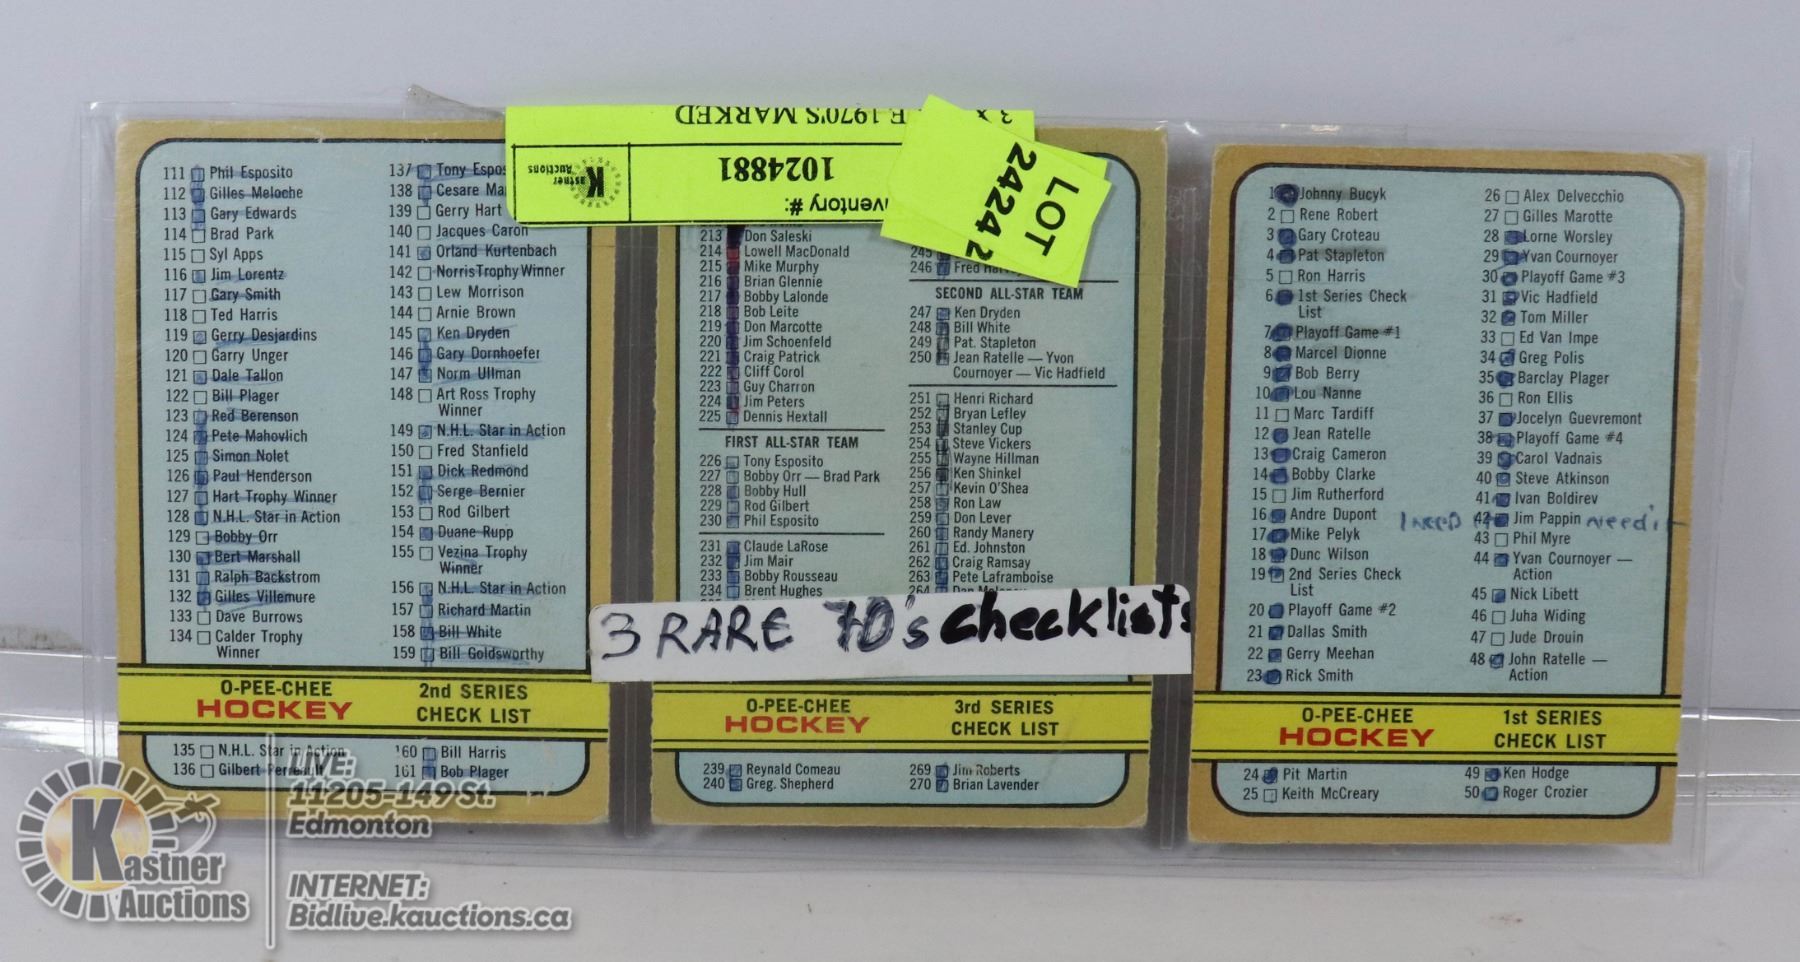 111 Phil Esposito
112 Gilles Meloche
113 Gary Edwards
114 Brad Park
115 Syl Apps
116 Jim Lorentz
117 Gary Smith
118 Ted Harris
119 Gerry Desjardins
120 Garry Unger
121 Dale Tallon
122 Bill Plager
123 Red Berenson
124 Pete Mahovlich
125 Simon Nolet
126 Paul Henderson
127 Hart Trophy Winner
128 N.H.L. Star in Action
129 Bobby Orr
130 Bert Marshall
131 Ralph Backstrom
132 Gilles Villemure
133 Dave Burrows
134 Calder Trophy
Winner
137 Tony Espos
138 Cesare Ma
139 Gerry Hart
140 Jacques Caron
141 Orland Kurtenbach
142 Norris Trophy Winner
143 Lew Morrison
144 Arnie Brown
145 Ken Dryden
146 Gary Dornhoefer
147 Norm Ullman
148 Art Ross Trophy
Winner
149 N.H.L. Star in Action
150 Fred Stanfield
151 Dick Redmond
152 Serge Bernier
153 Rod Gilbert
154 Duane Rupp
155 Vezina Trophy
Winner
156 N.H.L. Star in Action
157 Richard Martin
158 Bill White
159 Bill Goldsworthy
O-PEE-CHEE
HOCKEY
2nd SERIES
CHECK LIST
135 N.H.L. Star in Action
136 Gilbert Perreault
160 Bill Harris
161 Bob Plager
3 X
E 1970'S MARKED
1024881
ventory #:
Kastner
Auctions
LOT
2424 2
213 Don Saleski
214 Lowell MacDonald
215 Mike Murphy
216 Brian Glennie
217 Bobby Lalonde
218 Bob Leite
219 Don Marcotte
220 Jim Schoenfeld
221 Craig Patrick
222 Cliff Corol
223 Guy Charron
224 Jim Peters
225 Dennis Hextall
FIRST ALL-STAR TEAM
226 Tony Esposito
227 Bobby Orr — Brad Park
228 Bobby Hull
229 Rod Gilbert
230 Phil Esposito
231 Claude LaRose
232 Jim Mair
233 Bobby Rousseau
234 Brent Hughes
245
246 Fred Harvey
SECOND ALL-STAR TEAM
247 Ken Dryden
248 Bill White
249 Pat. Stapleton
250 Jean Ratelle — Yvon
Cournoyer — Vic Hadfield
251 Henri Richard
252 Bryan Lefley
253 Stanley Cup
254 Steve Vickers
255 Wayne Hillman
256 Ken Shinkel
257 Kevin O'Shea
258 Ron Law
259 Don Lever
260 Randy Manery
261 Ed. Johnston
262 Craig Ramsay
263 Pete Laframboise
264 Dan Maloney
3 RARE 70's checklists
O-PEE-CHEE
HOCKEY
3rd SERIES
CHECK LIST
239 Reynald Comeau
240 Greg. Shepherd
269 Jim Roberts
270 Brian Lavender
1 Johnny Bucyk
2 Rene Robert
3 Gary Croteau
4 Pat Stapleton
5 Ron Harris
6 1st Series Check
List
7 Playoff Game #1
8 Marcel Dionne
9 Bob Berry
10 Lou Nanne
11 Marc Tardiff
12 Jean Ratelle
13 Craig Cameron
14 Bobby Clarke
15 Jim Rutherford
16 Andre Dupont
17 Mike Pelyk
18 Dunc Wilson
19 2nd Series Check
List
20 Playoff Game #2
21 Dallas Smith
22 Gerry Meehan
23 Rick Smith
26 Alex Delvecchio
27 Gilles Marotte
28 Lorne Worsley
29 Yvan Cournoyer
30 Playoff Game #3
31 Vic Hadfield
32 Tom Miller
33 Ed Van Impe
34 Greg Polis
35 Barclay Plager
36 Ron Ellis
37 Jocelyn Guevremont
38 Playoff Game #4
39 Carol Vadnais
40 Steve Atkinson
41 Ivan Boldirev
I need 42 Jim Pappin need it
43 Phil Myre
44 Yvan Cournoyer —
Action
45 Nick Libett
46 Juha Widing
47 Jude Drouin
48 John Ratelle —
Action
O-PEE-CHEE
HOCKEY
1st SERIES
CHECK LIST
24 Pit Martin
25 Keith McCreary
49 Ken Hodge
50 Roger Crozier
Kastner
Auctions
LIVE:
11205-149 St.
Edmonton
INTERNET:
Bidlive.kauctions.ca